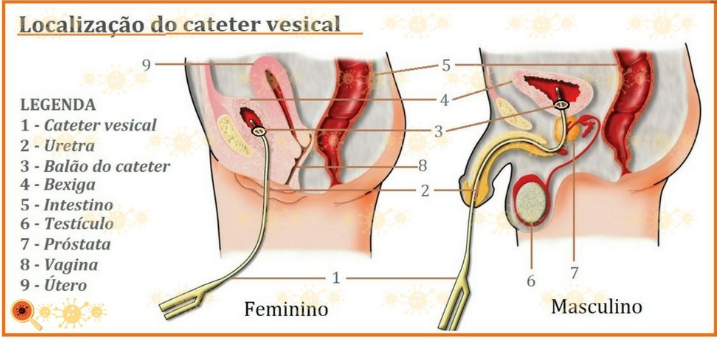 Localização do cateter vesical
LEGENDA
1 - Cateter vesical
2 - Uretra
3 - Balão do cateter
4 - Bexiga
5 - Intestino
6 - Testículo
7 - Próstata
8 - Vagina
9 - Útero
9
5
4
3
8
2
1
6
7
Feminino
Masculino